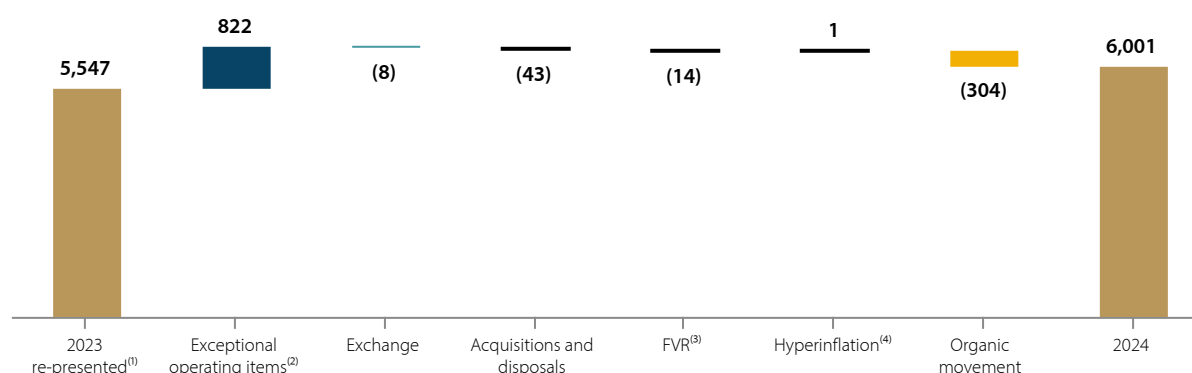 822
5,547
(8)
(43)
(14)
1
(304)
6,001
2023
re-presented(1)
Exceptional
operating items(2)
Exchange
Acquisitions and
disposals
FVR(3)
Hyperinflation(4)
Organic
movement
2024